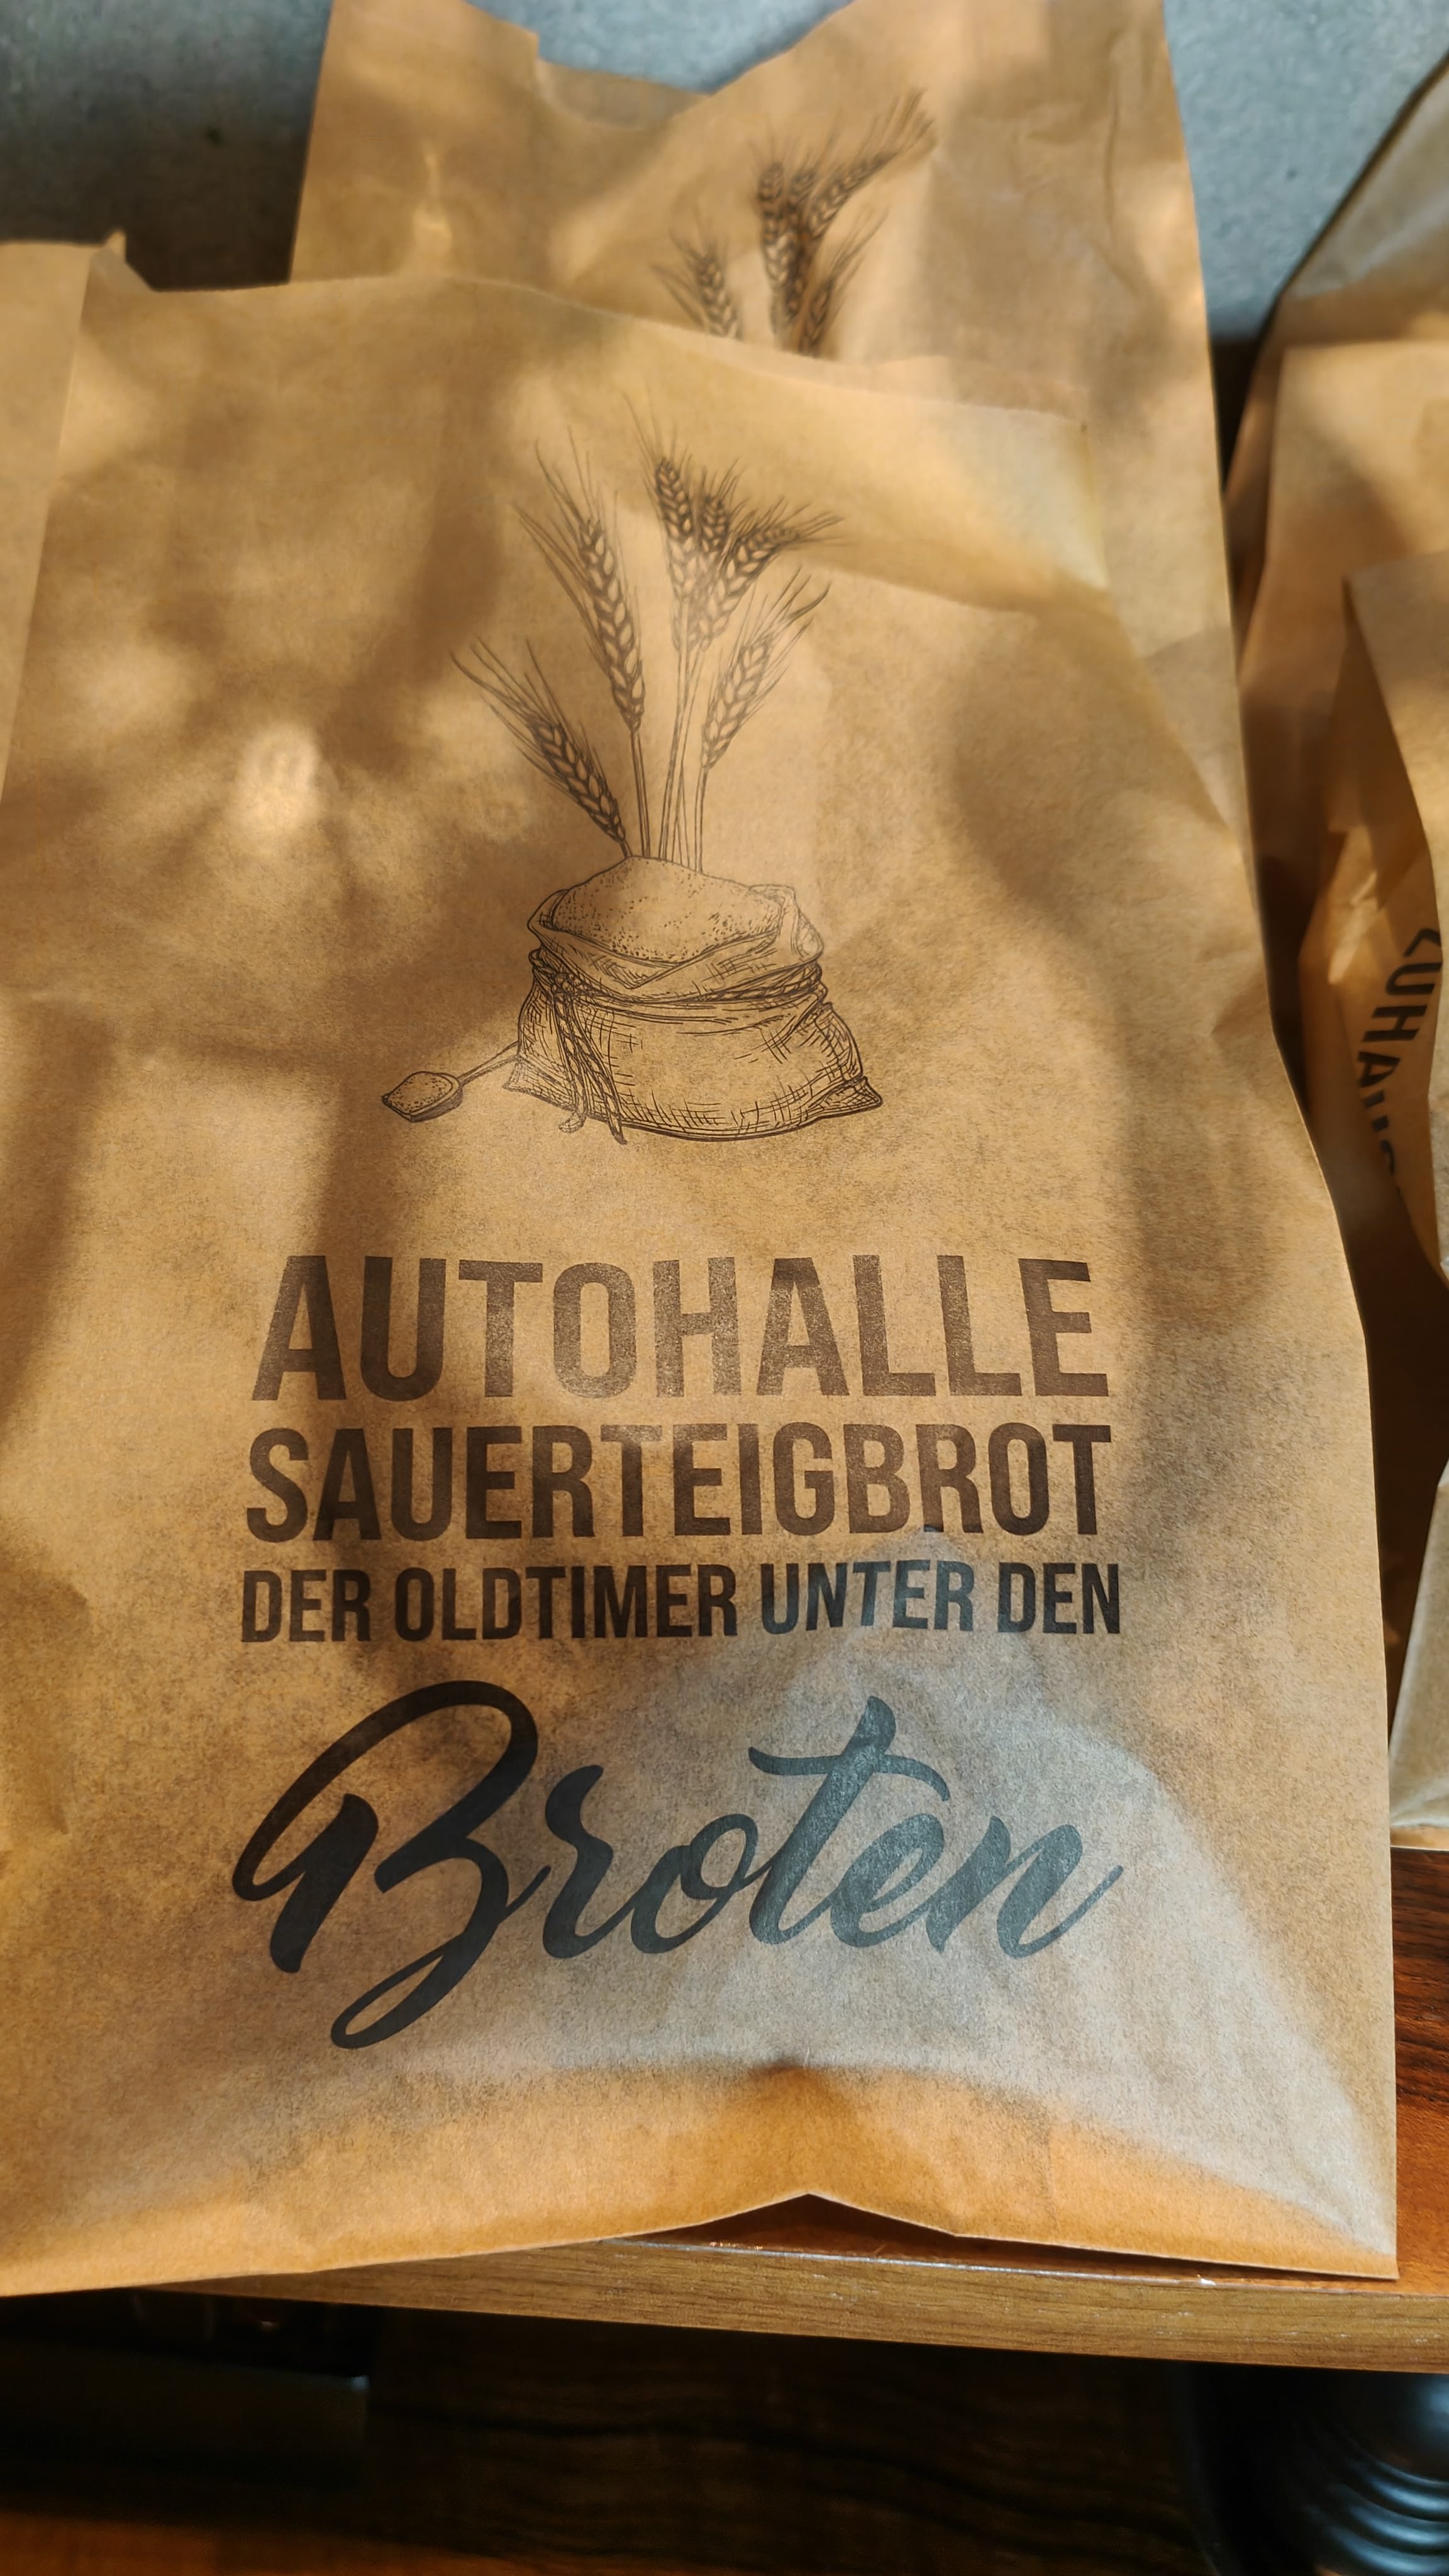 AUTOHALLE
SAUERTEIGBROT
DER OLDTIMER UNTER DEN
Broten